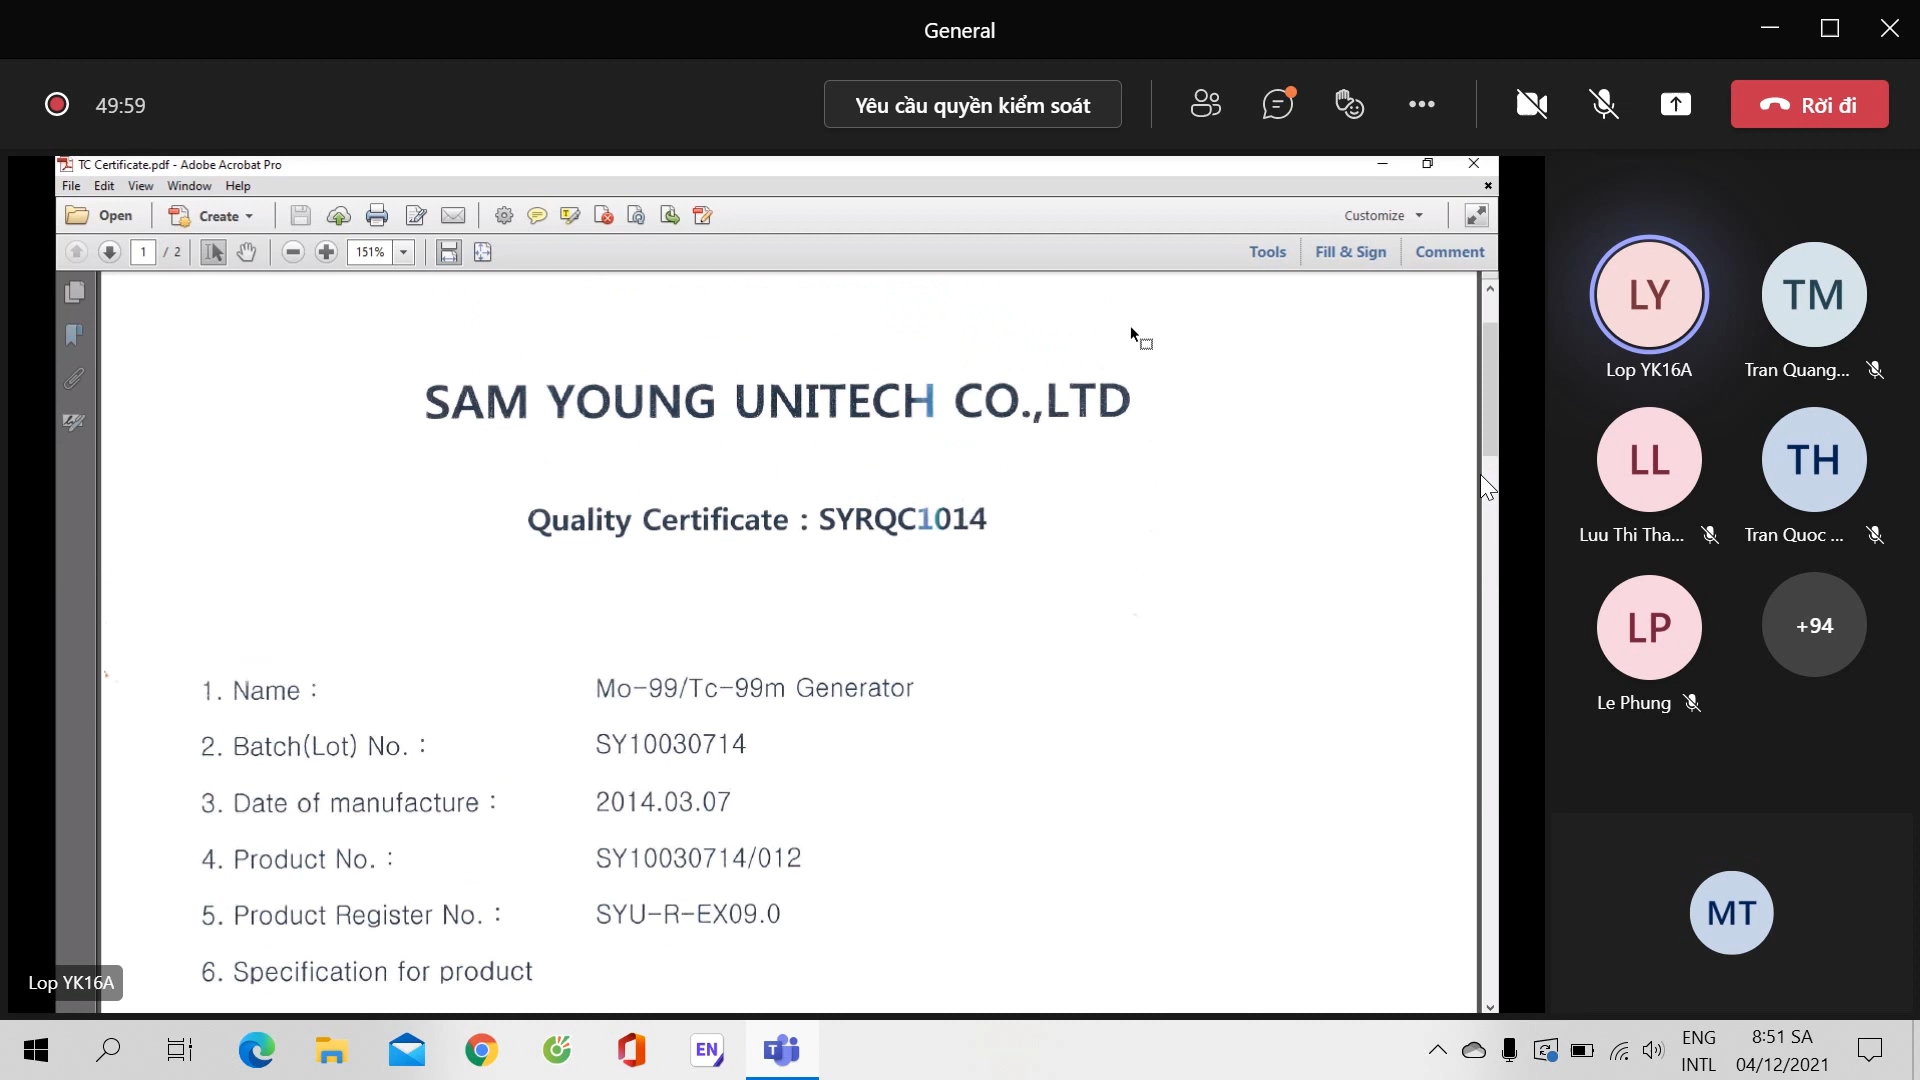 General
49:59
Yêu cầu quyền kiểm soát
Rời đi
TC Certificate.pdf - Adobe Acrobat Pro
File Edit View Window Help
Open Create Customize
1 / 2 151% Tools Fill & Sign Comment
SAM YOUNG UNITECH CO.,LTD
Quality Certificate : SYRQC1014
1. Name : Mo-99/Tc-99m Generator
2. Batch(Lot) No. : SY10030714
3. Date of manufacture : 2014.03.07
4. Product No. : SY10030714/012
5. Product Register No. : SYU-R-EX09.0
6. Specification for product
Lop YK16A
LY TM
Lop YK16A Tran Quang...
LL TH
Luu Thi Tha... Tran Quoc ...
LP +94
Le Phung
MT
EN
T
ENG
INTL
8:51 SA
04/12/2021